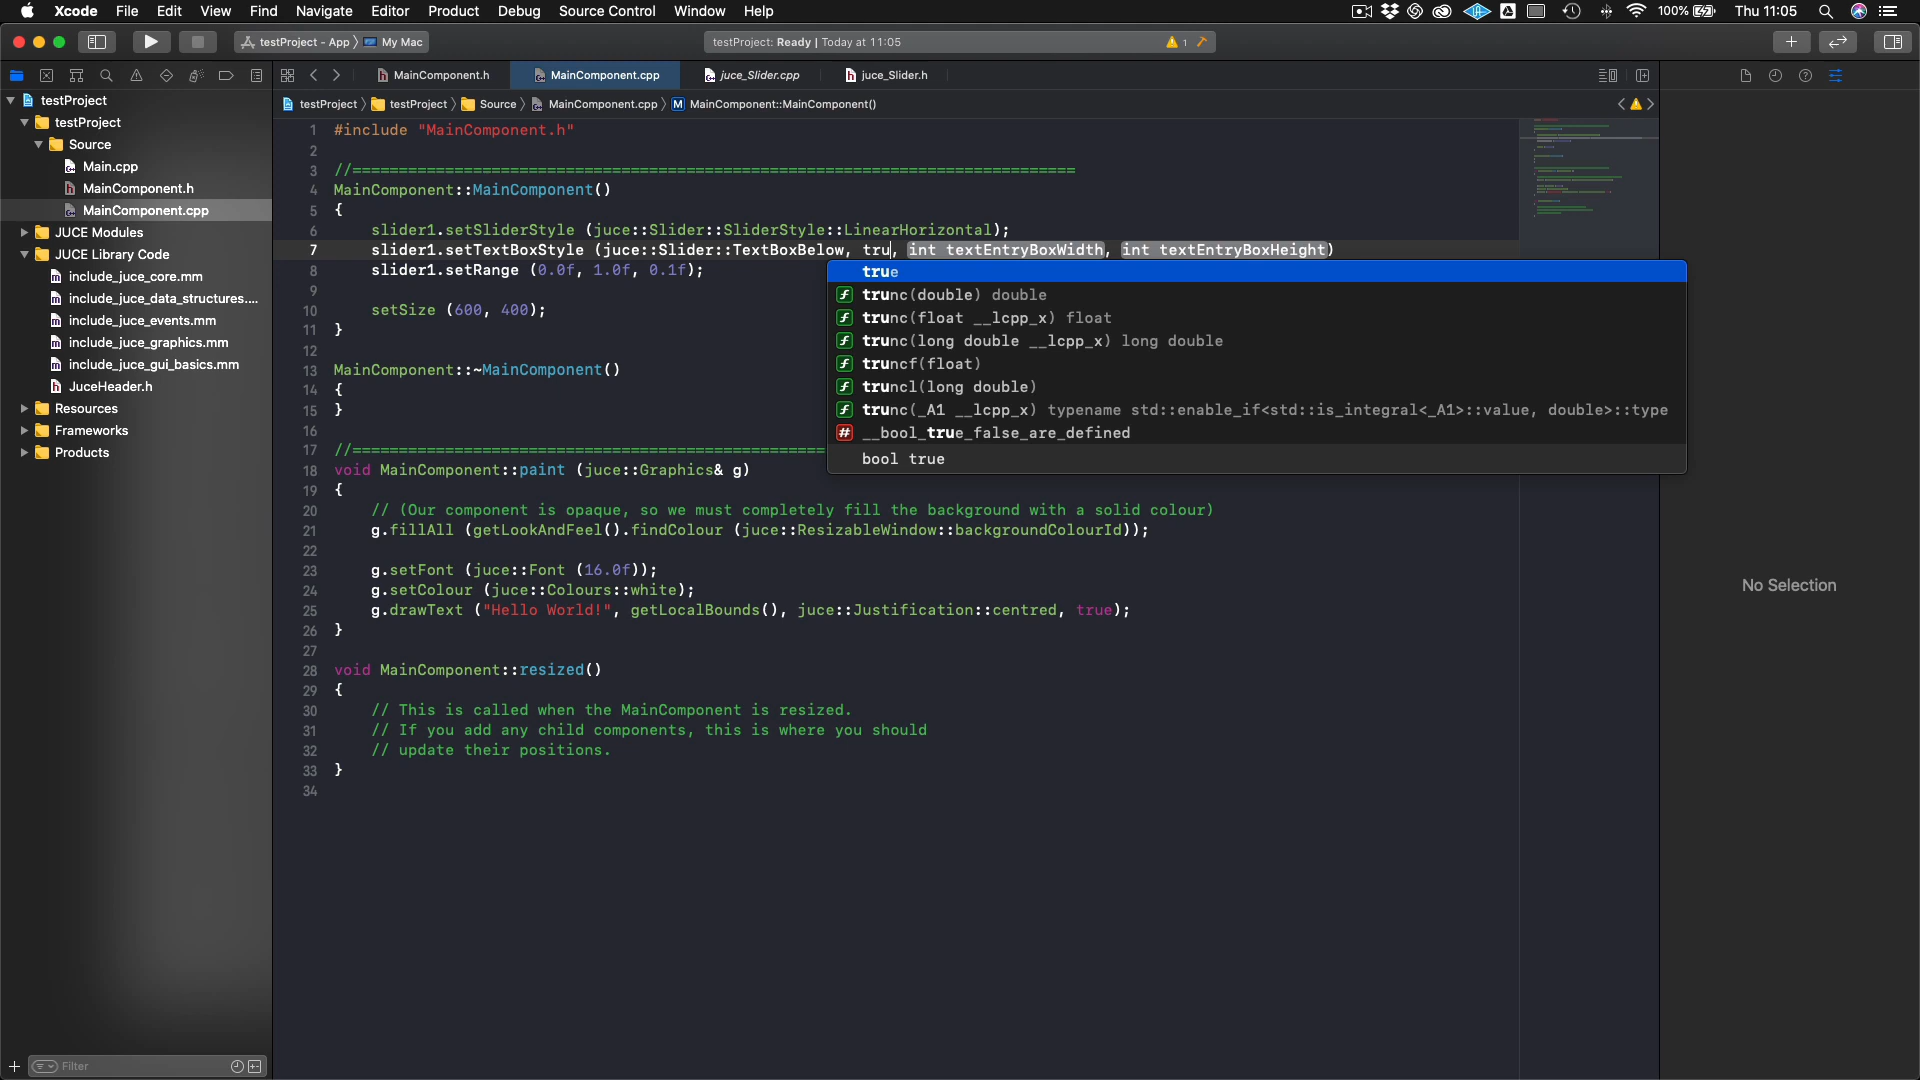 Xcode File Edit View Find Navigate Editor Product Debug Source Control Window Help 100% Thu 11:05
testProject - App 〉 My Mac testProject: Ready | Today at 11:05 1
MainComponent.h MainComponent.cpp juce_Slider.cpp juce_Slider.h
testProject 〉 testProject 〉 Source 〉 MainComponent.cpp 〉 M MainComponent::MainComponent()
testProject
testProject
Source
Main.cpp
MainComponent.h
MainComponent.cpp
JUCE Modules
JUCE Library Code
include_juce_core.mm
include_juce_data_structures....
include_juce_events.mm
include_juce_graphics.mm
include_juce_gui_basics.mm
JuceHeader.h
Resources
Frameworks
Products
Filter
1 #include "MainComponent.h"
2
3 //==============================================================================
4 MainComponent::MainComponent()
5 {
6 slider1.setSliderStyle (juce::Slider::SliderStyle::LinearHorizontal);
7 slider1.setTextBoxStyle (juce::Slider::TextBoxBelow, tru, int textEntryBoxWidth, int textEntryBoxHeight)
8 slider1.setRange (0.0f, 1.0f, 0.1f);
9
10 setSize (600, 400);
11 }
12
13 MainComponent::~MainComponent()
14 {
15 }
16
17 //====================================================
18 void MainComponent::paint (juce::Graphics& g)
19 {
20 // (Our component is opaque, so we must completely fill the background with a solid colour)
21 g.fillAll (getLookAndFeel().findColour (juce::ResizableWindow::backgroundColourId));
22
23 g.setFont (juce::Font (16.0f));
24 g.setColour (juce::Colours::white);
25 g.drawText ("Hello World!", getLocalBounds(), juce::Justification::centred, true);
26 }
27
28 void MainComponent::resized()
29 {
30 // This is called when the MainComponent is resized.
31 // If you add any child components, this is where you should
32 // update their positions.
33 }
34
true
f trunc(double) double
f trunc(float __lcpp_x) float
f trunc(long double __lcpp_x) long double
f truncf(float)
f truncl(long double)
f trunc(_A1 __lcpp_x) typename std::enable_if<std::is_integral<_A1>::value, double>::type
# __bool_true_false_are_defined
bool true
No Selection